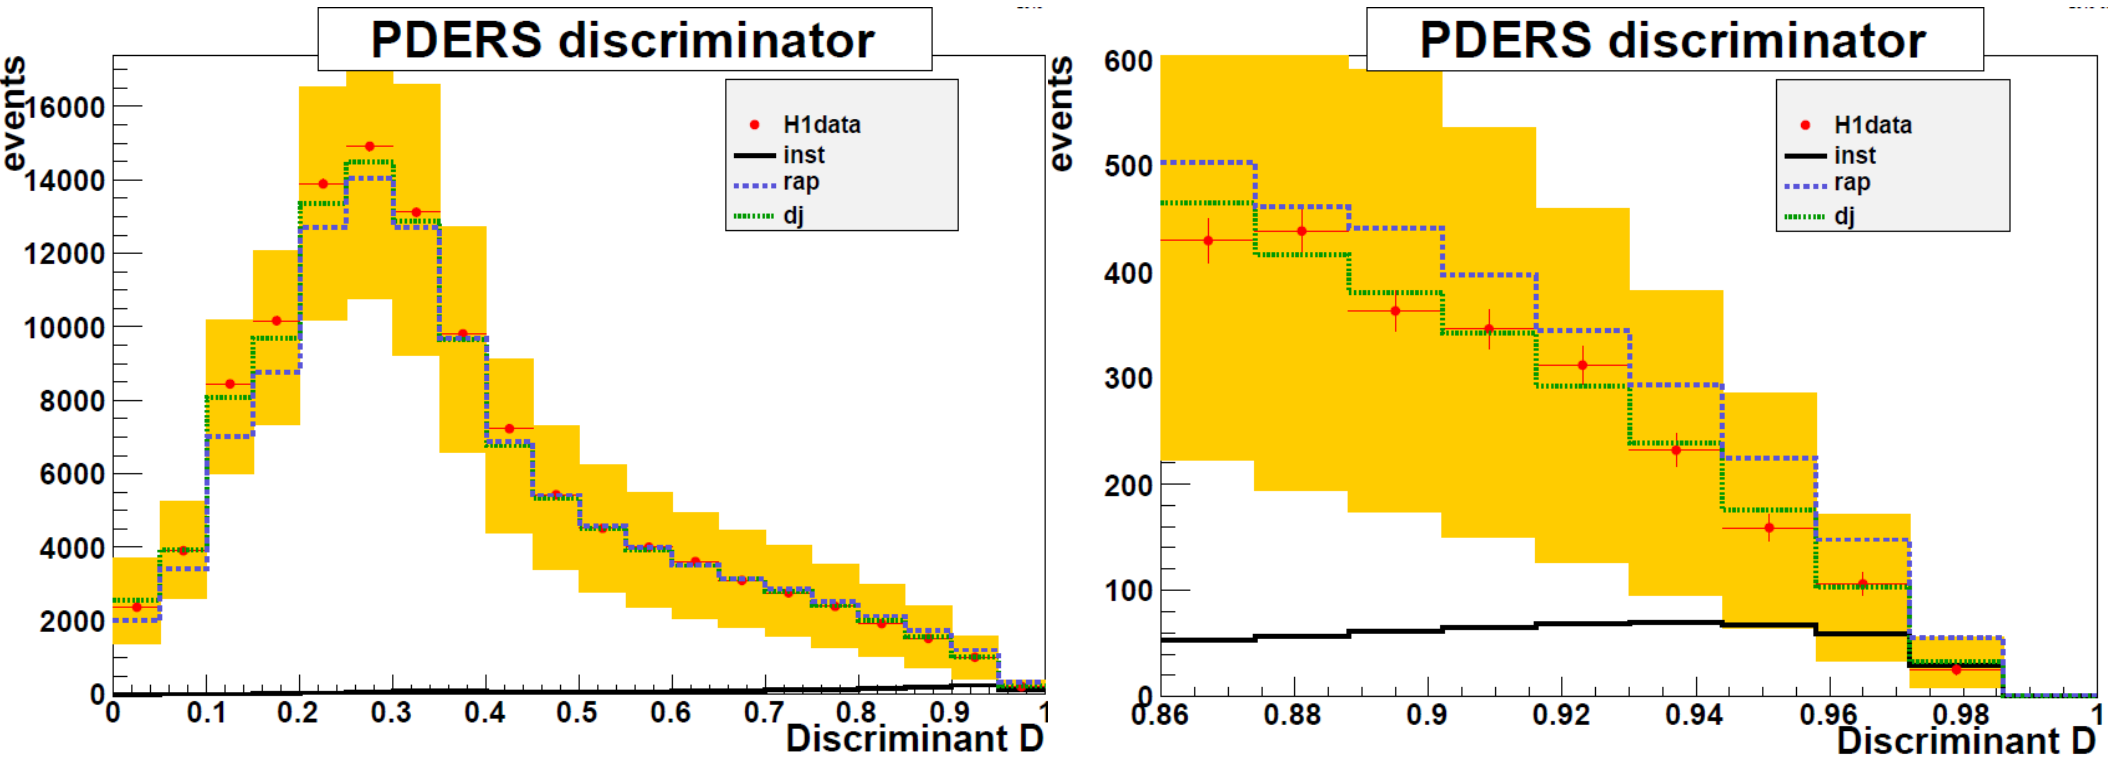 PDERS discriminator
events
16000
14000
12000
10000
8000
6000
4000
2000
0
H1data
inst
rap
dj
0 0.1 0.2 0.3 0.4 0.5 0.6 0.7 0.8 0.9 1
Discriminant D
PDERS discriminator
events
600
500
400
300
200
100
0
H1data
inst
rap
dj
0.86 0.88 0.9 0.92 0.94 0.96 0.98 1
Discriminant D